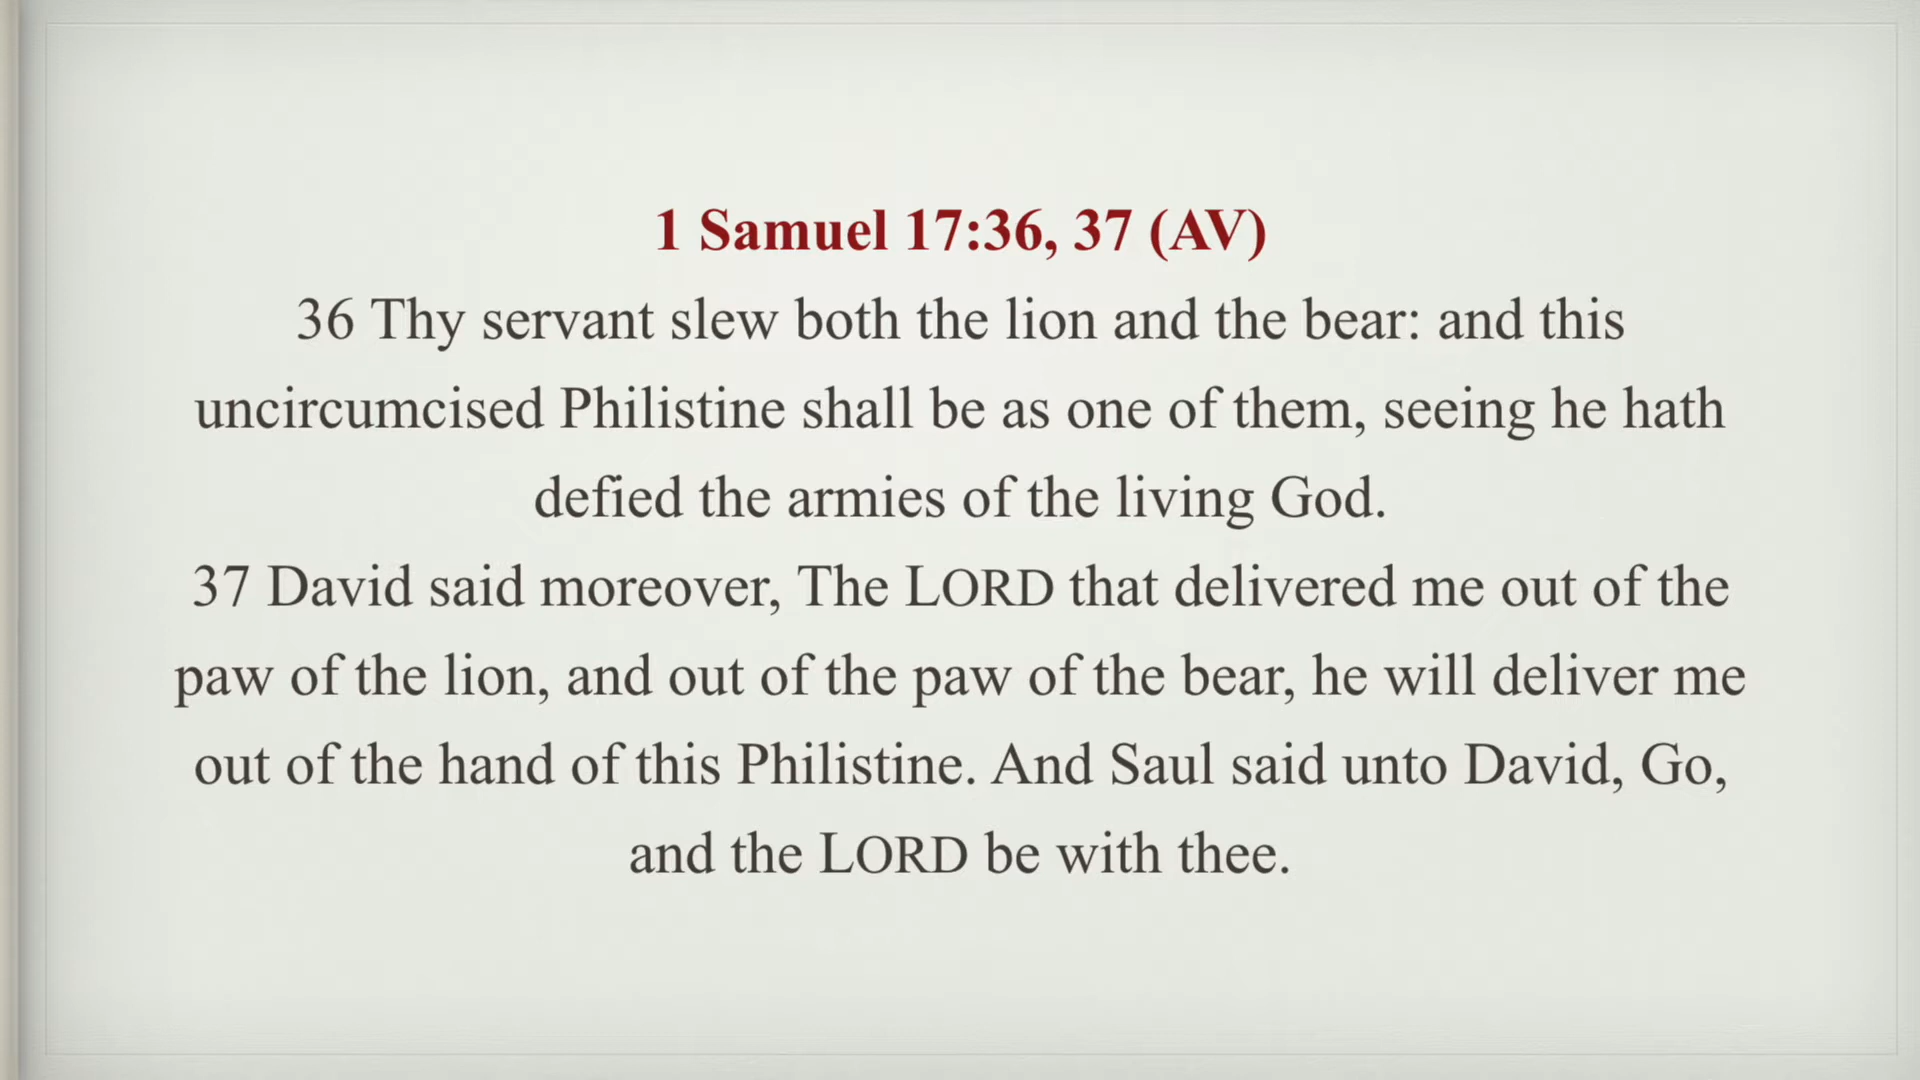 1 Samuel 17:36, 37 (AV)
36 Thy servant slew both the lion and the bear: and this
uncircumcised Philistine shall be as one of them, seeing he hath
defied the armies of the living God.
37 David said moreover, The LORD that delivered me out of the
paw of the lion, and out of the paw of the bear, he will deliver me
out of the hand of this Philistine. And Saul said unto David, Go,
and the LORD be with thee.